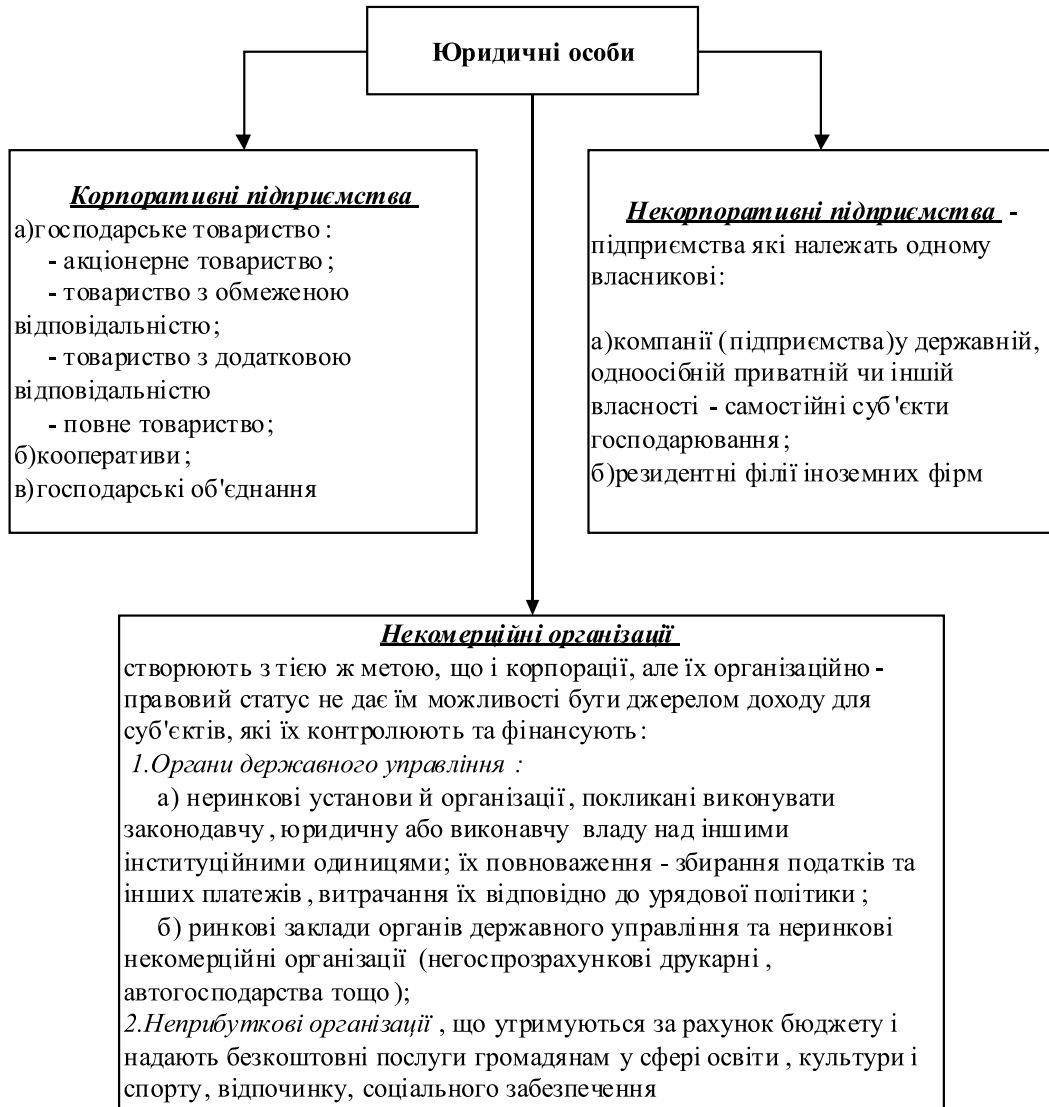 Юридичні особи
Корпоративні підприємства
а)господарське товариство:
- акціонерне товариство;
- товариство з обмеженою
відповідальністю;
- товариство з додатковою
відповідальністю
- повне товариство;
б)кооперативи;
в)господарські об'єднання
Некорпоративні підприємства -
підприємства які належать одному
власникові:
а)компанії (підприємства)у державній,
одноосібній приватній чи іншій
власності - самостійні суб'єкти
господарювання;
б)резидентні філії іноземних фірм
Некомерційні організації
створюють з тією ж метою, що і корпорації, але їх організаційно -
правовий статус не дає їм можливості бути джерелом доходу для
суб'єктів, які їх контролюють та фінансують:
1.Органи державного управління :
а) неринкові установи й організації, покликані виконувати
законодавчу, юридичну або виконавчу владу над іншими
інституційними одиницями; їх повноваження - збирання податків та
інших платежів, витрачання їх відповідно до урядової політики;
б) ринкові заклади органів державного управління та неринкові
некомерційні організації (негоспрозрахункові друкарні,
автогосподарства тощо);
2.Неприбуткові організації, що утримуються за рахунок бюджету і
надають безкоштовні послуги громадянам у сфері освіти, культури і
спорту, відпочинку, соціального забезпечення